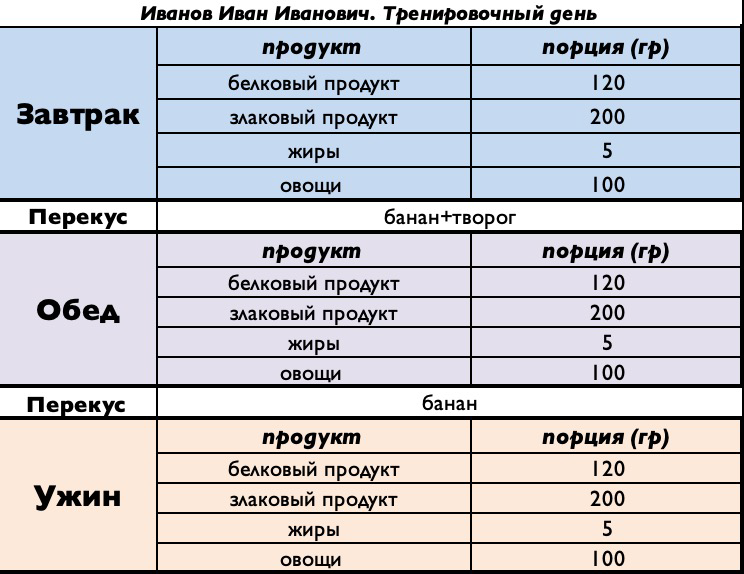 Иванов Иван Иванович. Тренировочный день
Завтрак
продукт порция (гр)
белковый продукт 120
злаковый продукт 200
жиры 5
овощи 100
Перекус банан+творог
Обед
продукт порция (гр)
белковый продукт 120
злаковый продукт 200
жиры 5
овощи 100
Перекус банан
Ужин
продукт порция (гр)
белковый продукт 120
злаковый продукт 200
жиры 5
овощи 100